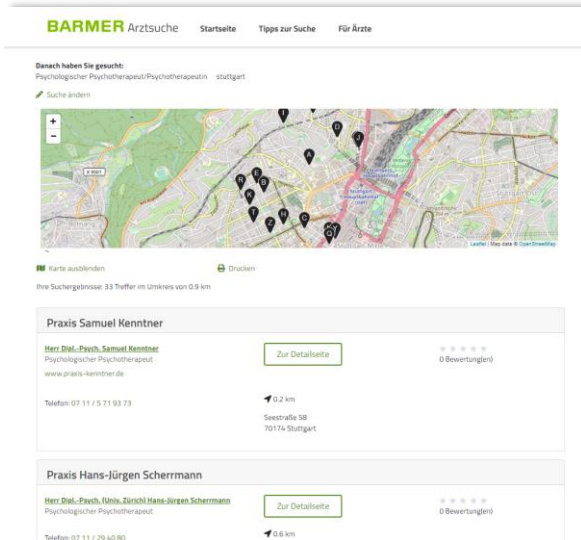 BARMER Arztsuche Startseite Tipps zur Suche Für Ärzte
Danach haben Sie gesucht:
Psychologischer Psychotherapeut/Psychotherapeutin stuttgart
Suche ändern
+
−
I
D
J
A
E
R
B
K
T
H
C
Z
Q
Leaflet | Map data © OpenStreetMap
Karte ausblenden Drucken
Ihre Suchergebnisse: 33 Treffer im Umkreis von 0.9 km
Praxis Samuel Kenntner
Herr Dipl.-Psych. Samuel Kenntner
Psychologischer Psychotherapeut
Zur Detailseite
0 Bewertung(en)
www.praxis-kenntner.de
Telefon: 07 11 / 5 71 93 73
0.2 km
Seestraße 58
70174 Stuttgart
Praxis Hans-Jürgen Scherrmann
Herr Dipl.-Psych. (Univ. Zürich) Hans-Jürgen Scherrmann
Psychologischer Psychotherapeut
Zur Detailseite
0 Bewertung(en)
Telefon: 07 11 / 29 40 80
0.6 km